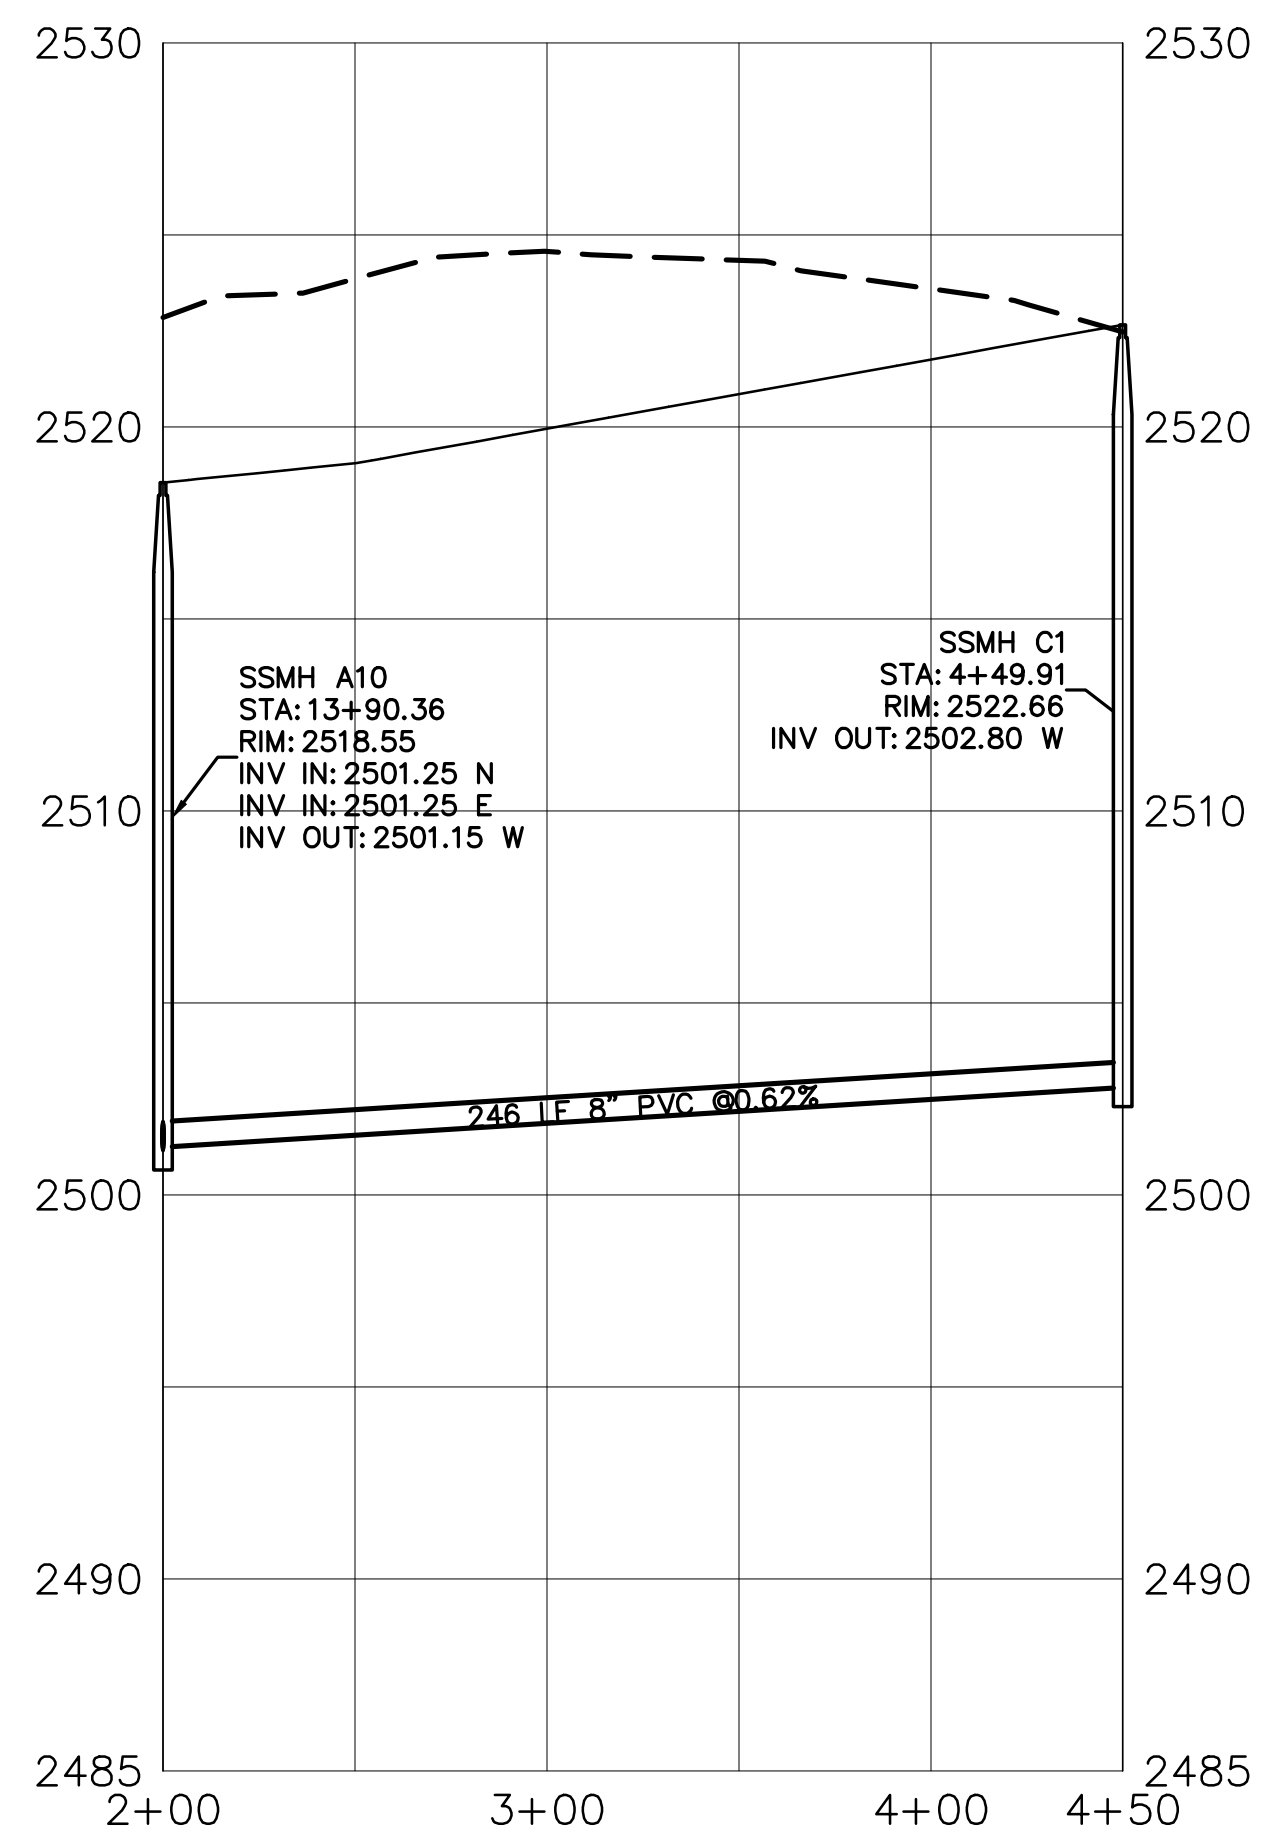 2530 2530
2520 2520
SSMH C1
STA: 4+49.91
RIM: 2522.66
INV OUT: 2502.80 W
SSMH A10
STA: 13+90.36
RIM: 2518.55
INV IN: 2501.25 N
INV IN: 2501.25 E
INV OUT: 2501.15 W
2510 2510
246 LF 8" PVC @0.62%
2500 2500
2490 2490
2485 2485
2+00 3+00 4+00 4+50